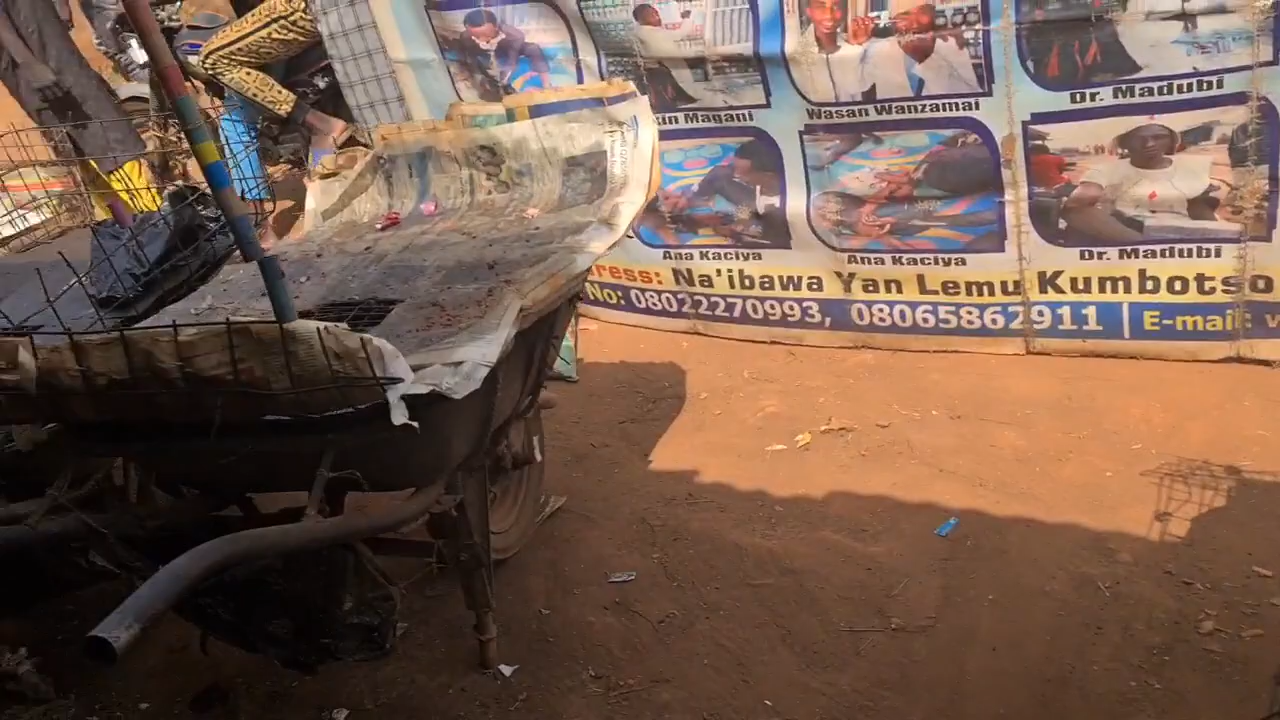 in Magani
Wasan Wanzamai
Dr. Madubi
Ana Kaciya
Ana Kaciya
Dr. Madubi
ress: Na'ibawa Yan Lemu Kumbotso
No: 08022270993, 08065862911 | E-mail: